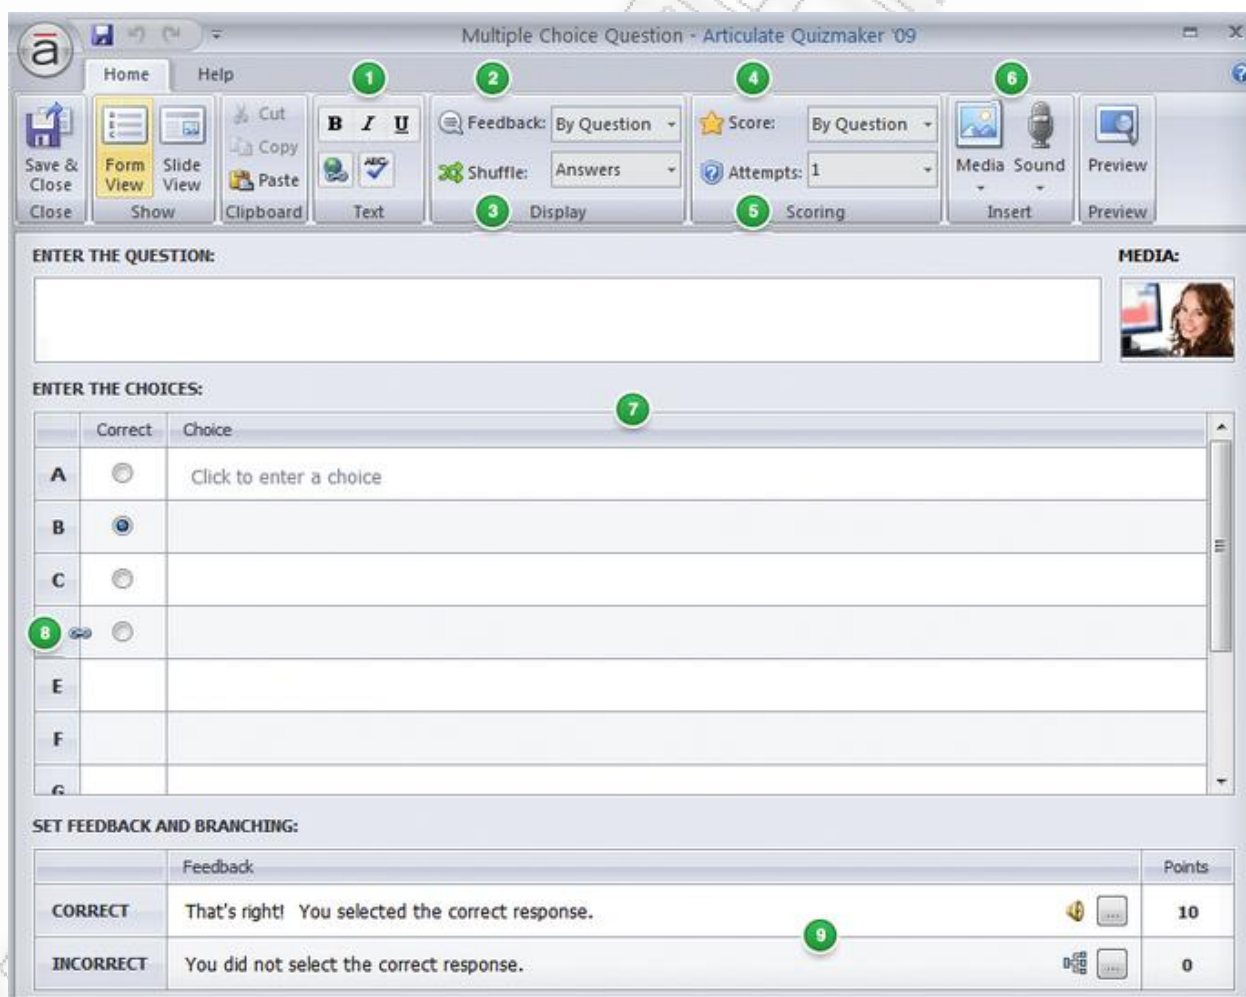 Multiple Choice Question - Articulate Quizmaker '09
Home Help
1 2 4 6
Cut
Copy
Paste
B I U
ABC
Feedback: By Question
Shuffle: Answers
Score: By Question
Attempts: 1
Save & Close
Form View
Slide View
Media Sound
Preview
Close Show Clipboard Text 3 Display 5 Scoring Insert Preview
ENTER THE QUESTION: MEDIA:
ENTER THE CHOICES:
7
Correct Choice
A Click to enter a choice
B
C
8
E
F
G
SET FEEDBACK AND BRANCHING:
Feedback Points
CORRECT That's right! You selected the correct response. ... 10
9
INCORRECT You did not select the correct response. ... 0